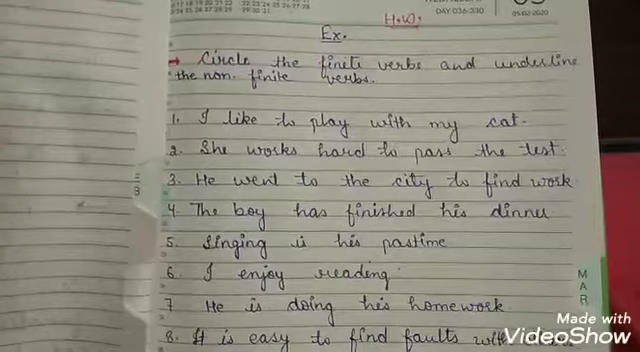 DAY 036-330
05-02-2020
H.W.
Ex.
→ Circle the finite verbs and underline
the non. finite verbs.
1. I like to play with my cat.
2. She works hard to pass the test.
3. He went to the city to find work
4. The boy has finished his dinner
5. Singing is his pastime
6. I enjoy reading
7 He is doing his homework
8. It is easy to find faults with
MAR
Made with
VideoShow